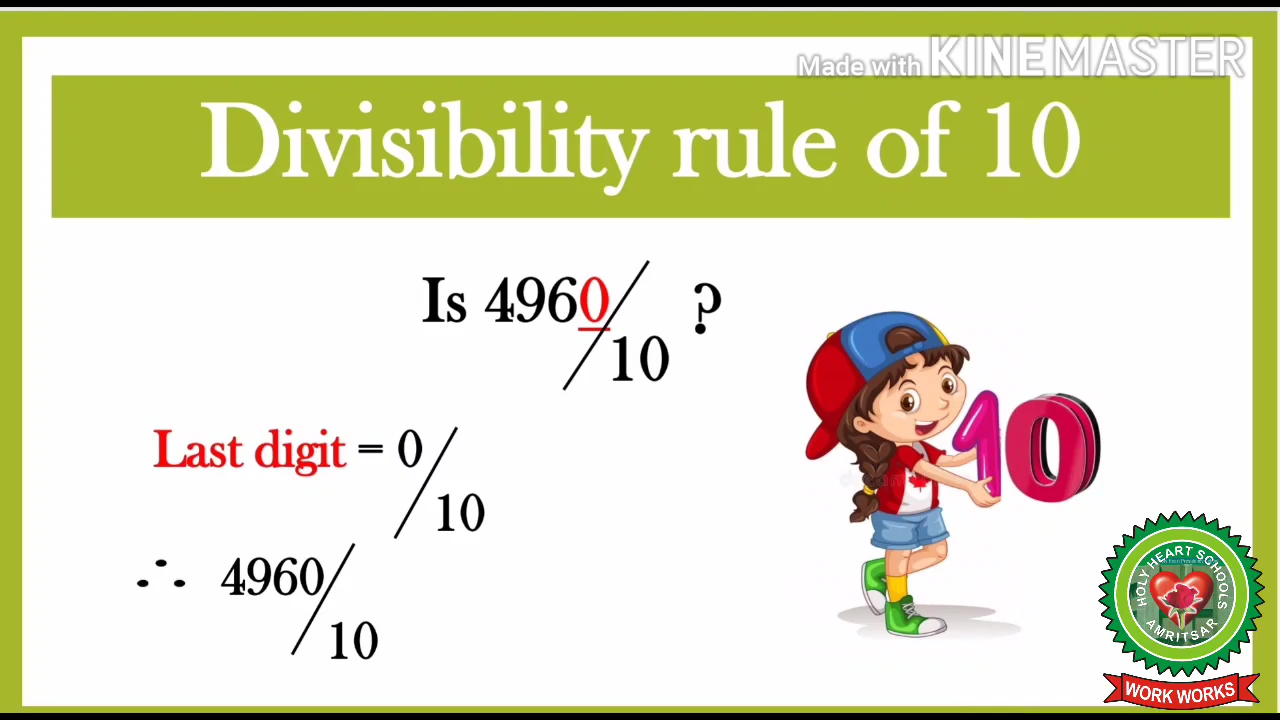 Made with KINEMASTER
Divisibility rule of 10
Is 4960/10 ?
Last digit = 0/10
∴ 4960/10
HOLY HEART SCHOOLS
AMRITSAR
WORK WORKS